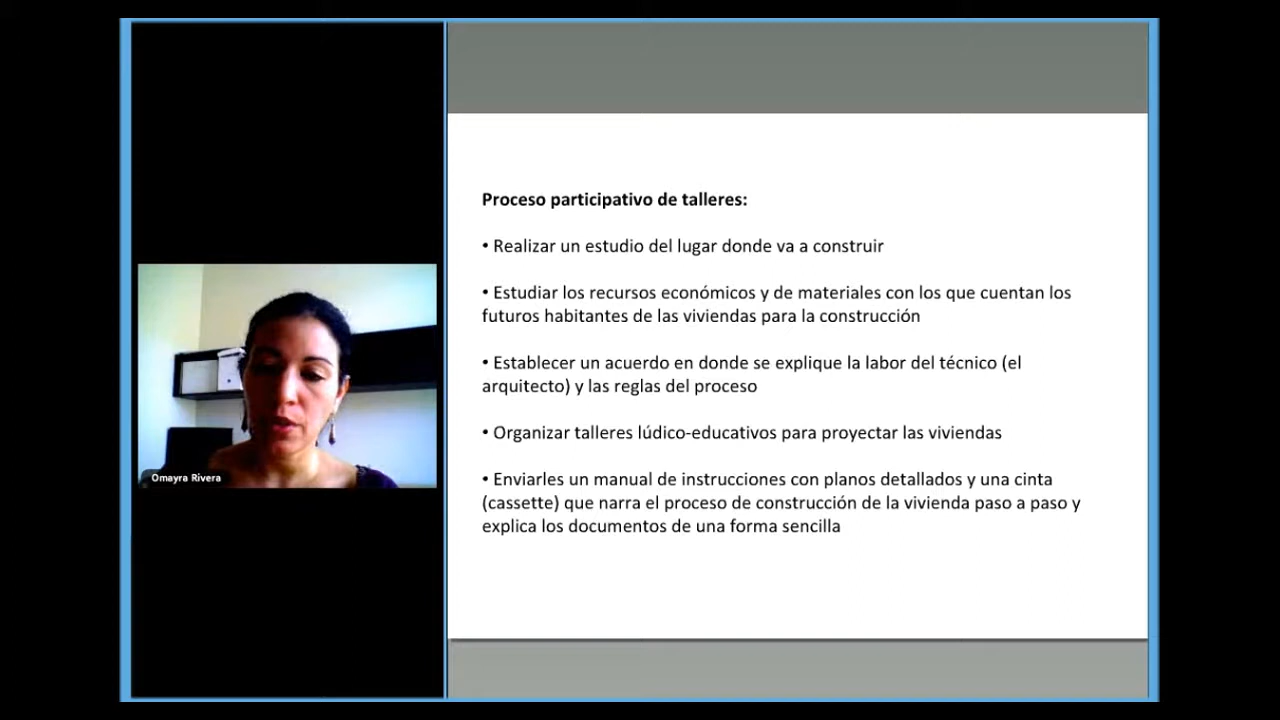 Proceso participativo de talleres:
• Realizar un estudio del lugar donde va a construir
• Estudiar los recursos económicos y de materiales con los que cuentan los
futuros habitantes de las viviendas para la construcción
• Establecer un acuerdo en donde se explique la labor del técnico (el
arquitecto) y las reglas del proceso
• Organizar talleres lúdico-educativos para proyectar las viviendas
• Enviarles un manual de instrucciones con planos detallados y una cinta
(cassette) que narra el proceso de construcción de la vivienda paso a paso y
explica los documentos de una forma sencilla
Omayra Rivera